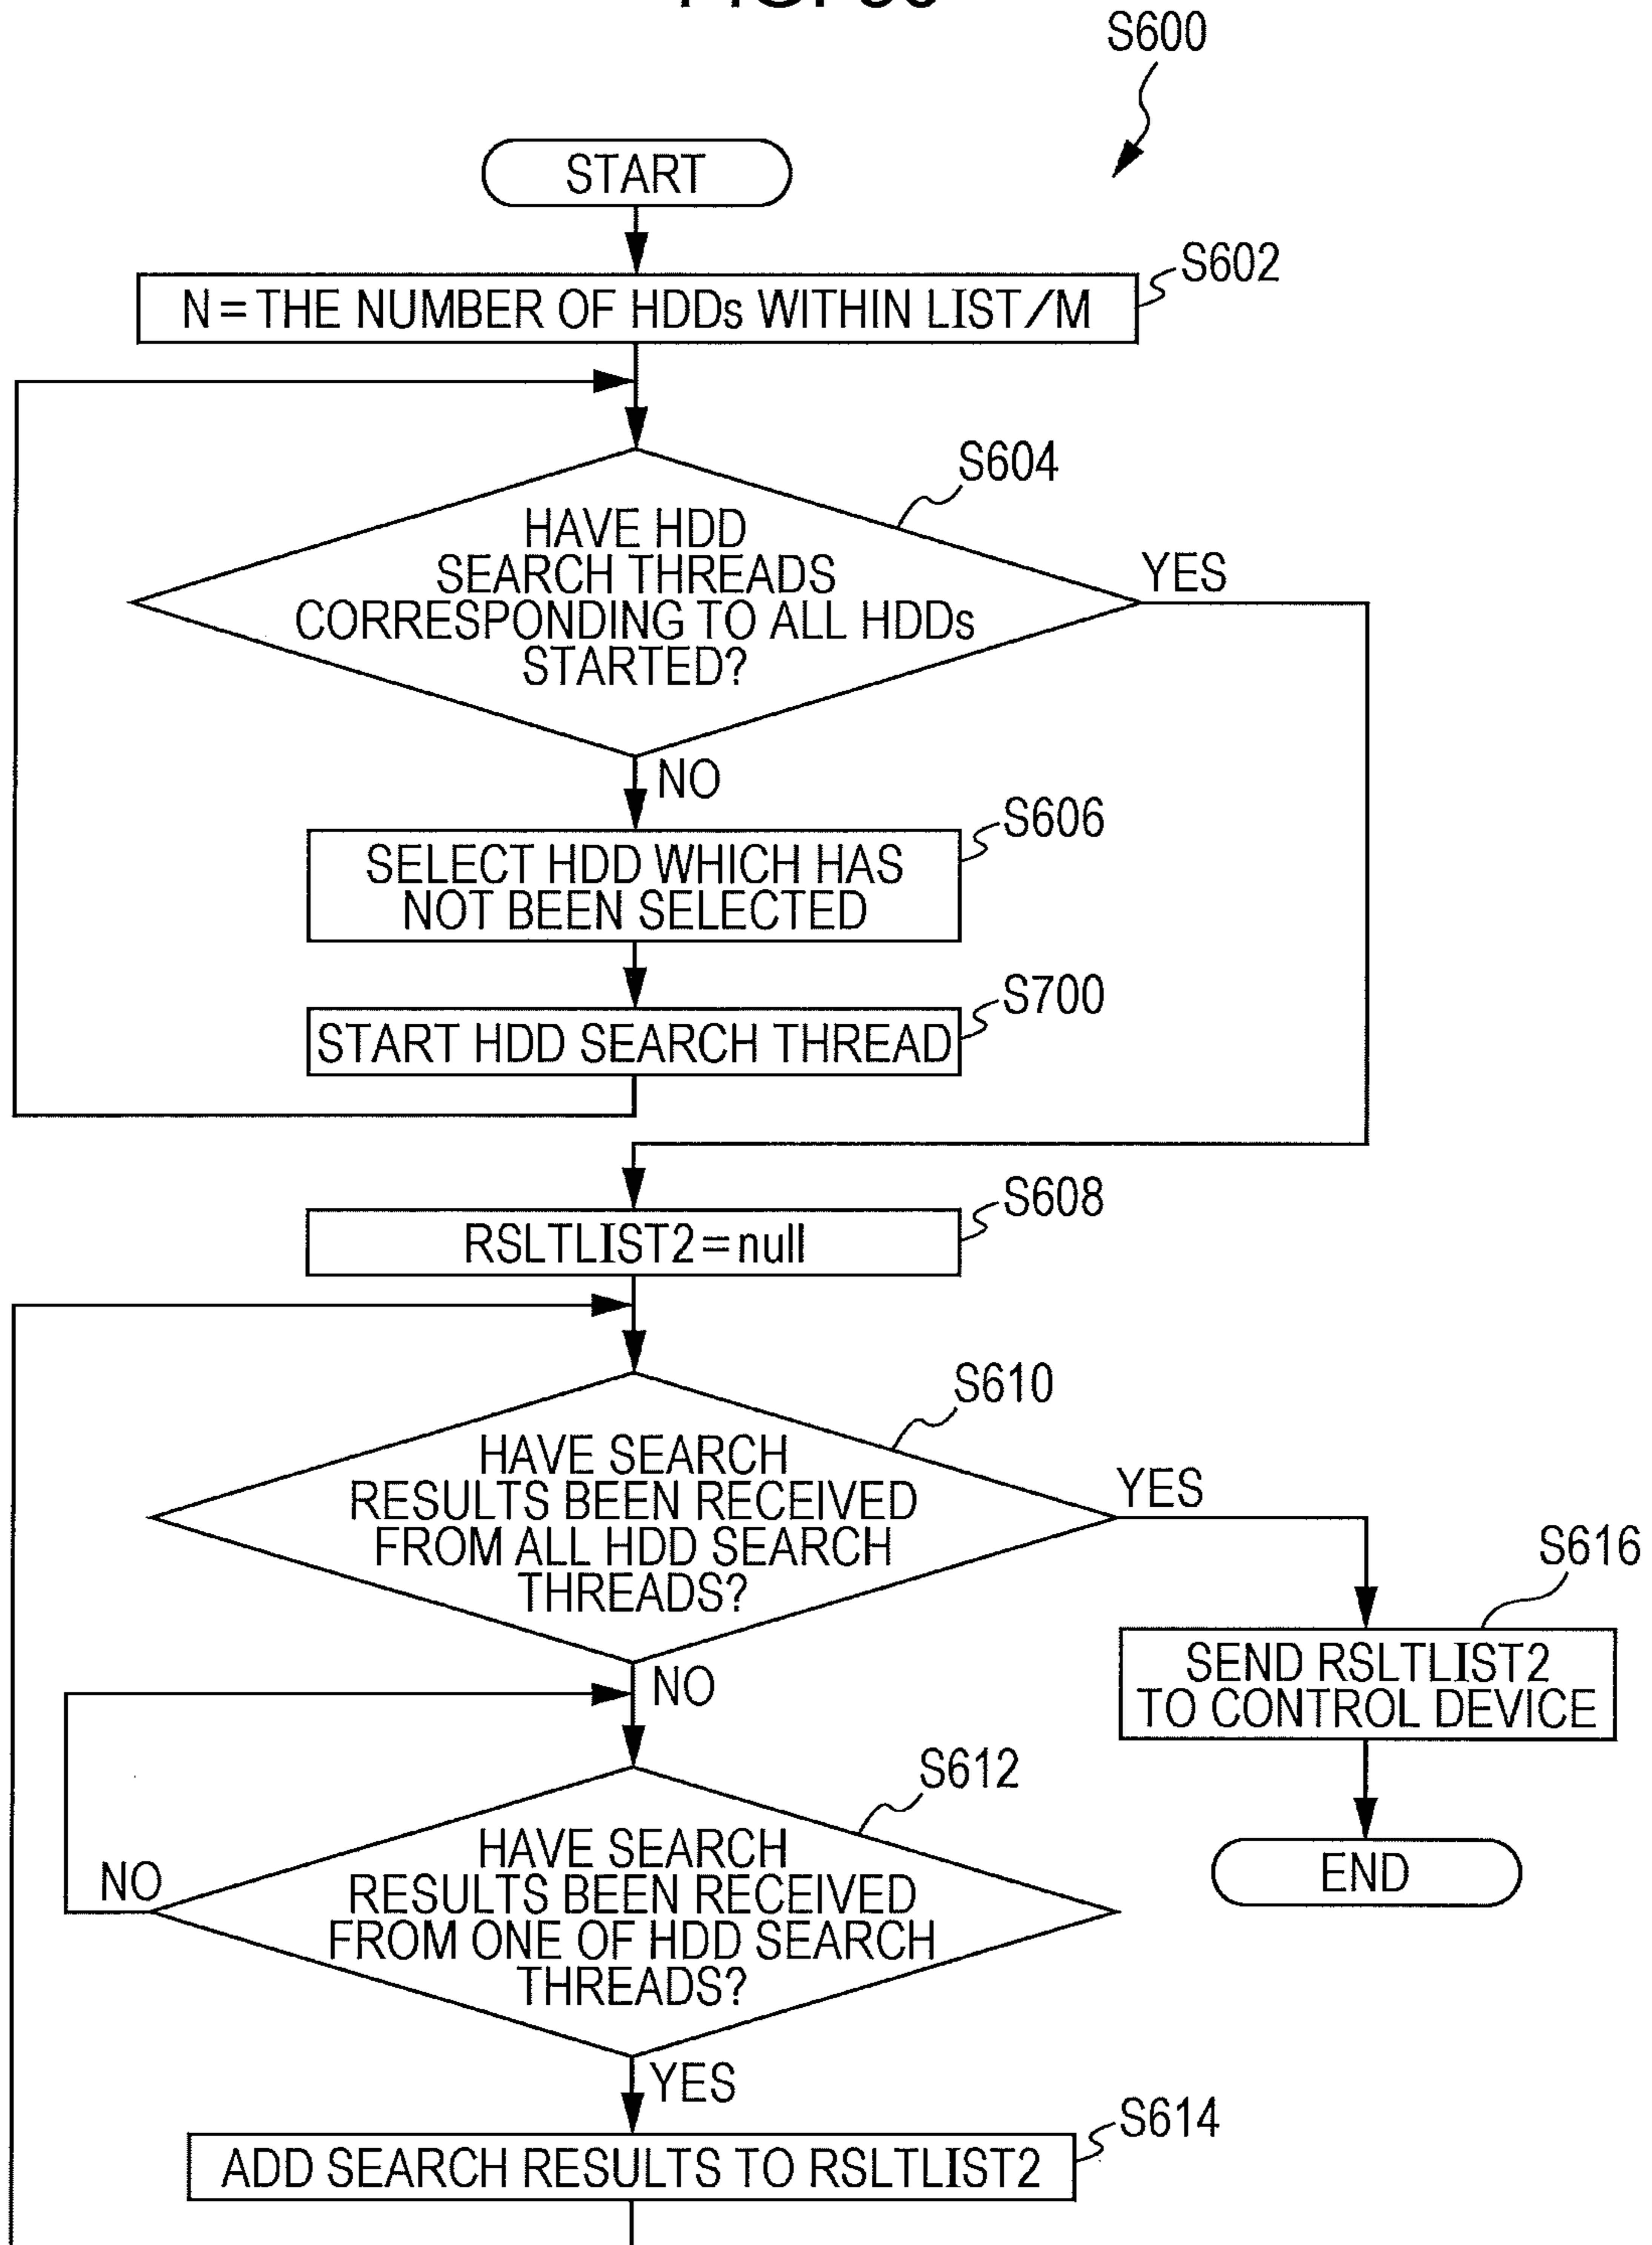 S600
START
S602
N=THE NUMBER OF HDDs WITHIN LIST/M
S604
HAVE HDD
SEARCH THREADS
CORRESPONDING TO ALL HDDs
STARTED?
YES
NO
S606
SELECT HDD WHICH HAS
NOT BEEN SELECTED
S700
START HDD SEARCH THREAD
S608
RSLTLIST2=null
S610
HAVE SEARCH
RESULTS BEEN RECEIVED
FROM ALL HDD SEARCH
THREADS?
YES
S616
SEND RSLTLIST2
TO CONTROL DEVICE
NO
S612
HAVE SEARCH
RESULTS BEEN RECEIVED
FROM ONE OF HDD SEARCH
THREADS?
NO
END
YES
S614
ADD SEARCH RESULTS TO RSLTLIST2